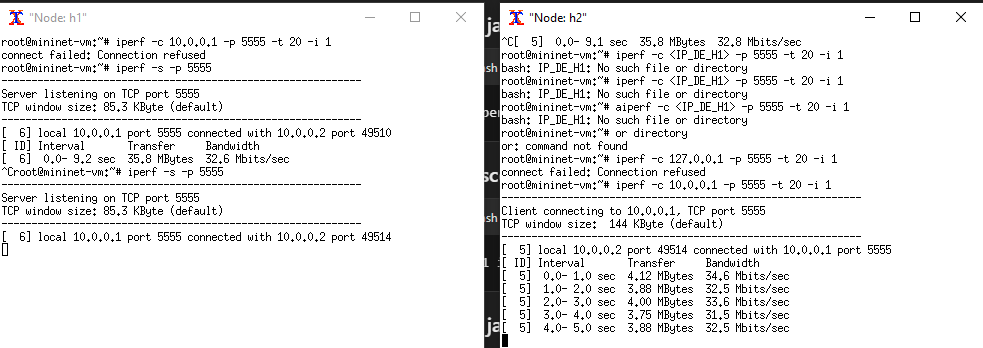 "Node: h1"
root@mininet-vm:~# iperf -c 10.0.0.1 -p 5555 -t 20 -i 1
connect failed: Connection refused
root@mininet-vm:~# iperf -s -p 5555
------------------------------------------------------------
Server listening on TCP port 5555
TCP window size: 85.3 KByte (default)
------------------------------------------------------------
[  6] local 10.0.0.1 port 5555 connected with 10.0.0.2 port 49510
[ ID] Interval       Transfer     Bandwidth
[  6]  0.0- 9.2 sec  35.8 MBytes  32.6 Mbits/sec
^Croot@mininet-vm:~# iperf -s -p 5555
------------------------------------------------------------
Server listening on TCP port 5555
TCP window size: 85.3 KByte (default)
------------------------------------------------------------
[  6] local 10.0.0.1 port 5555 connected with 10.0.0.2 port 49514
"Node: h2"
^C[  5]  0.0- 9.1 sec  35.8 MBytes  32.8 Mbits/sec
root@mininet-vm:~# iperf -c <IP_DE_H1> -p 5555 -t 20 -i 1
bash: IP_DE_H1: No such file or directory
root@mininet-vm:~# iperf -c <IP_DE_H1> -p 5555 -t 20 -i 1
bash: IP_DE_H1: No such file or directory
root@mininet-vm:~# aiperf -c <IP_DE_H1> -p 5555 -t 20 -i 1
bash: IP_DE_H1: No such file or directory
root@mininet-vm:~# or directory
or: command not found
root@mininet-vm:~# iperf -c 127.0.0.1 -p 5555 -t 20 -i 1
connect failed: Connection refused
root@mininet-vm:~# iperf -c 10.0.0.1 -p 5555 -t 20 -i 1
------------------------------------------------------------
Client connecting to 10.0.0.1, TCP port 5555
TCP window size:  144 KByte (default)
------------------------------------------------------------
[  5] local 10.0.0.2 port 49514 connected with 10.0.0.1 port 5555
[ ID] Interval       Transfer     Bandwidth
[  5]  0.0- 1.0 sec  4.12 MBytes  34.6 Mbits/sec
[  5]  1.0- 2.0 sec  3.88 MBytes  32.5 Mbits/sec
[  5]  2.0- 3.0 sec  4.00 MBytes  33.6 Mbits/sec
[  5]  3.0- 4.0 sec  3.75 MBytes  31.5 Mbits/sec
[  5]  4.0- 5.0 sec  3.88 MBytes  32.5 Mbits/sec